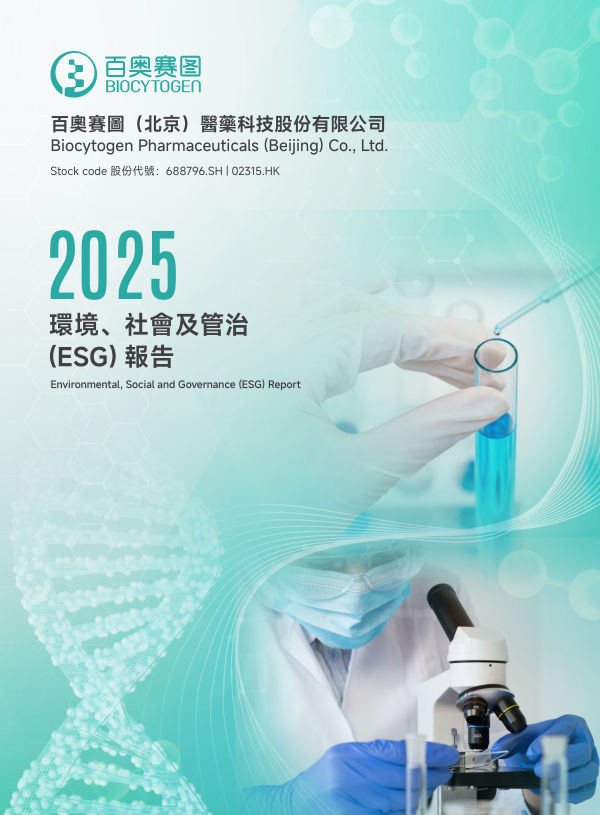 百奥赛图
BIOCYTOGEN
百奧賽圖（北京）醫藥科技股份有限公司
Biocytogen Pharmaceuticals (Beijing) Co., Ltd.
Stock code 股份代號：688796.SH | 02315.HK
2025
環境、社會及管治
(ESG) 報告
Environmental, Social and Governance (ESG) Report